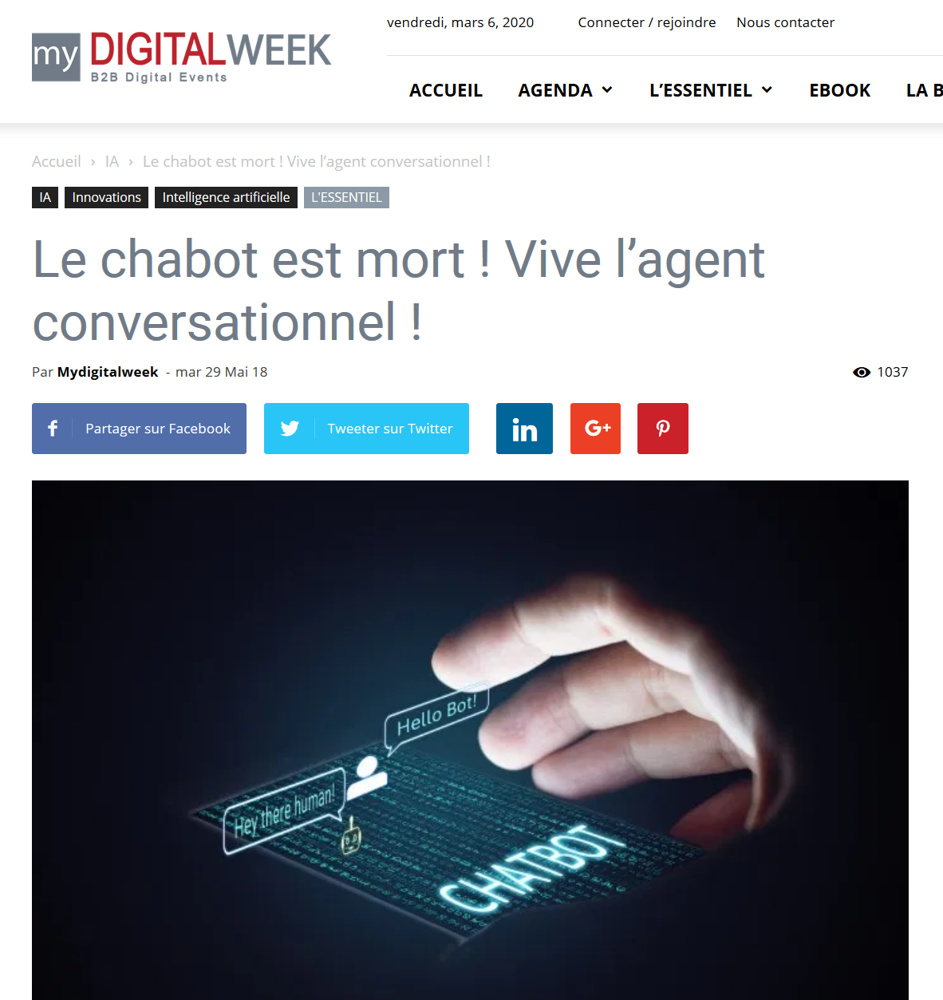 vendredi, mars 6, 2020 Connecter / rejoindre Nous contacter
my DIGITALWEEK
B2B Digital Events
ACCUEIL AGENDA L’ESSENTIEL EBOOK LA B
Accueil › IA › Le chabot est mort ! Vive l’agent conversationnel !
IA Innovations Intelligence artificielle L'ESSENTIEL
Le chabot est mort ! Vive l’agent
conversationnel !
Par Mydigitalweek - mar 29 Mai 18 1037
Partager sur Facebook Tweeter sur Twitter in G+
Hello Bot!
Hey there human!
CHATBOT